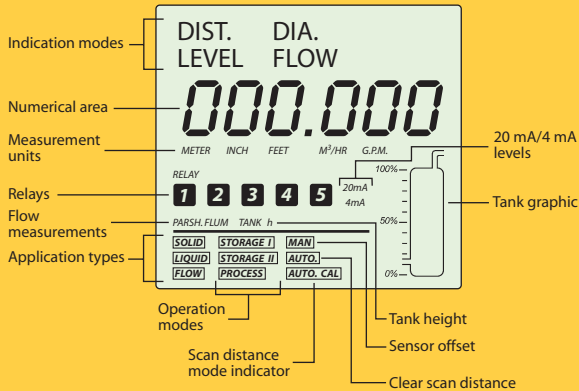 Indication modes
DIST. DIA.
LEVEL FLOW
Numerical area
000.000
Measurement
units
METER INCH FEET M³/HR G.P.M.
20 mA/4 mA
levels
RELAY
Relays
1 2 3 4 5
20mA
4mA
100%
50%
0%
Tank graphic
Flow
measurements
PARSH. FLUM TANK h
Application types
SOLID STORAGE I MAN
LIQUID STORAGE II AUTO.
FLOW PROCESS AUTO. CAL
Operation
modes
Scan distance
mode indicator
Tank height
Sensor offset
Clear scan distance